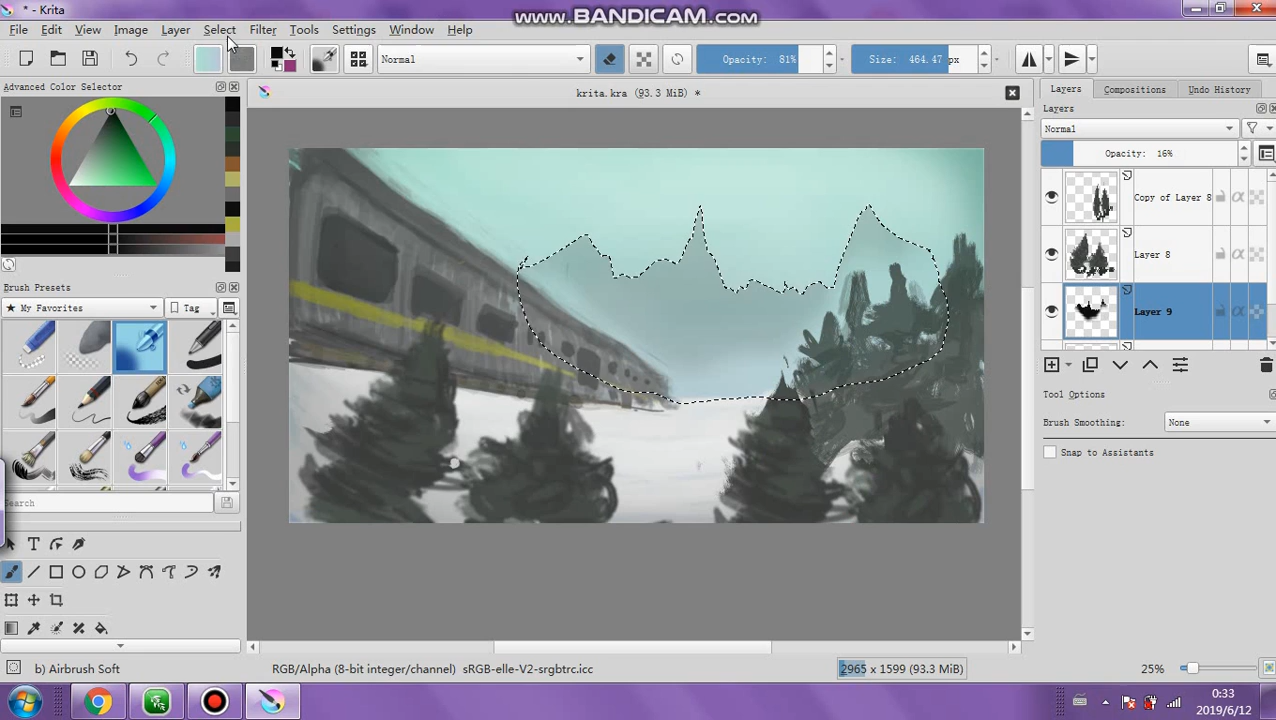 * - Krita
www.BANDICAM.com
File Edit View Image Layer Select Filter Tools Settings Window Help
Normal
Opacity: 81%
Size: 464.47 px
Advanced Color Selector
krita.kra (93.3 MiB) *
Layers Compositions Undo History
Layers
Normal
Opacity: 16%
Copy of Layer 8
Layer 8
Layer 9
Brush Presets
My Favorites
Tag
Tool Options
Brush Smoothing: None
Snap to Assistants
Search
b) Airbrush Soft
RGB/Alpha (8-bit integer/channel) sRGB-elle-V2-srgbtrc.icc
2965 x 1599 (93.3 MiB)
25%
0:33
2019/6/12